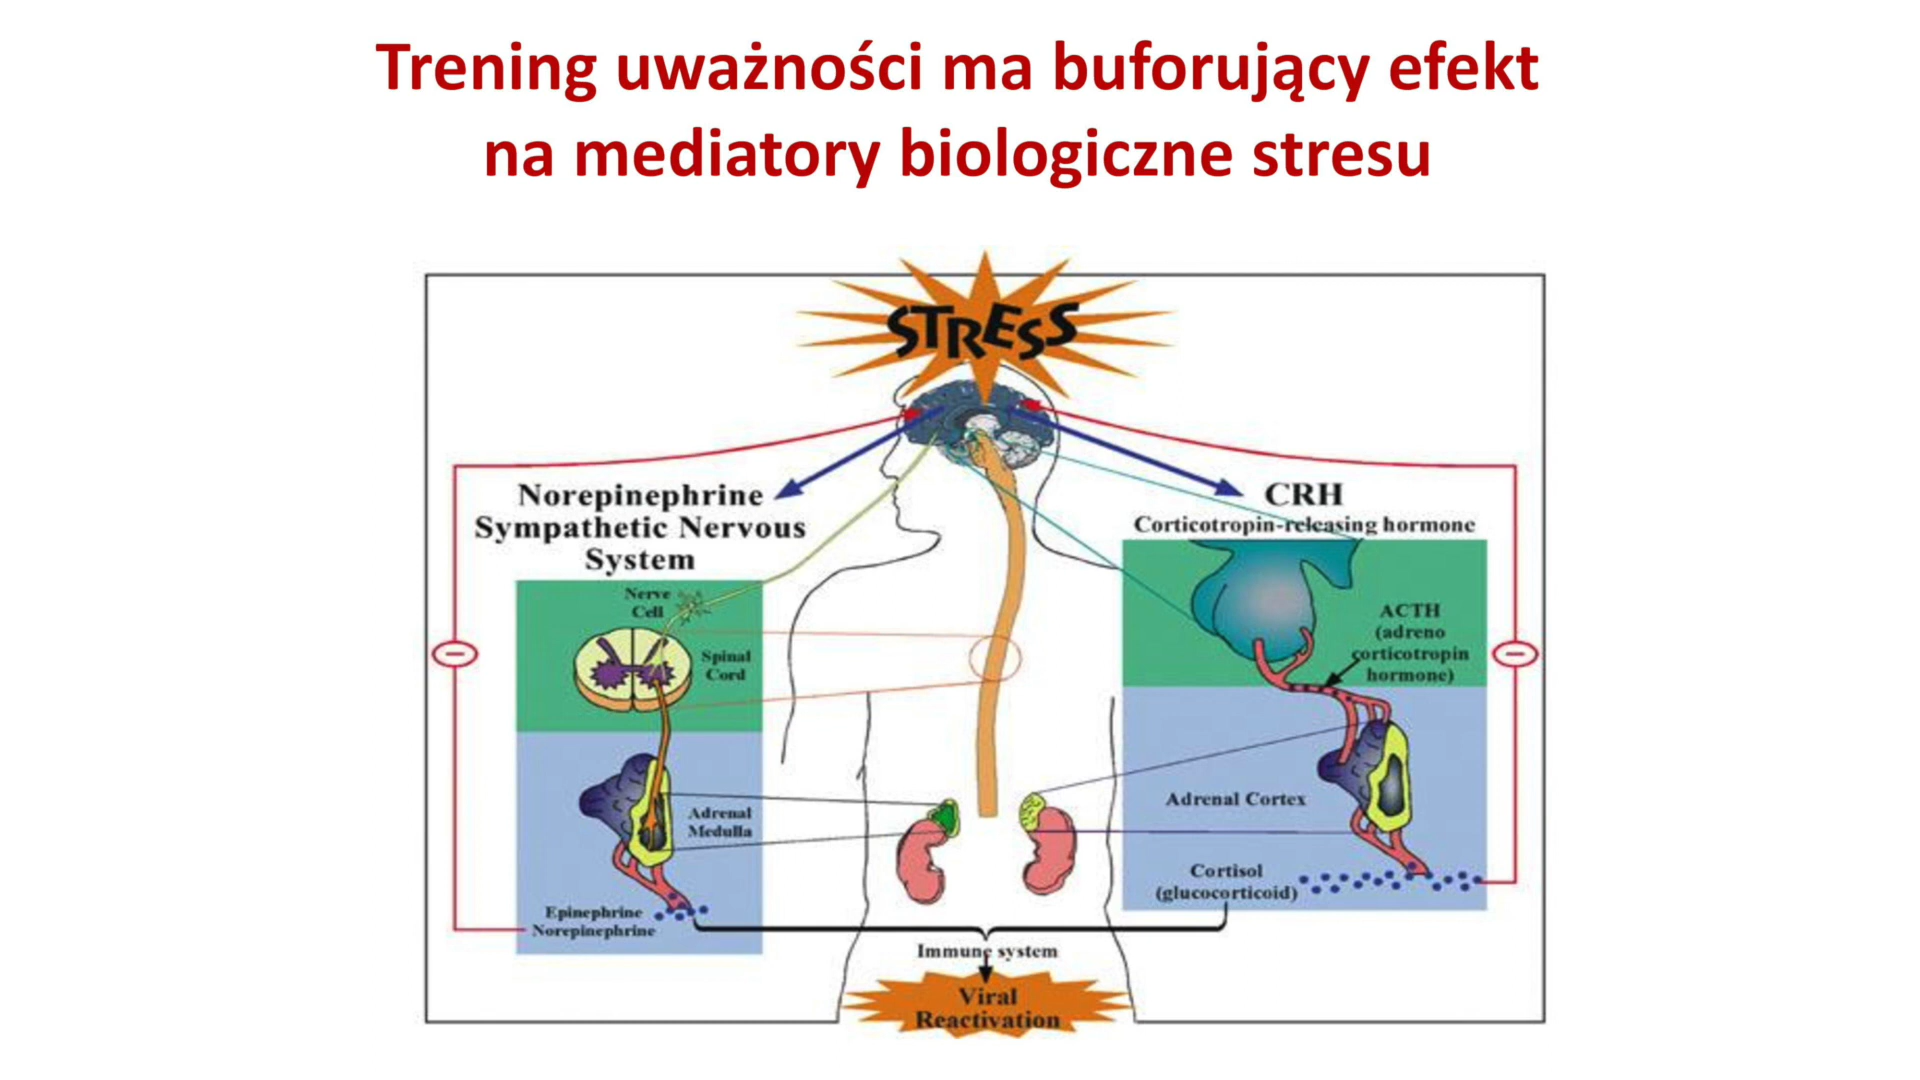 Trening uważności ma buforujący efekt
na mediatory biologiczne stresu
STRESS
Norepinephrine
Sympathetic Nervous
System
Nerve
Cell
Spinal
Cord
Adrenal
Medulla
Epinephrine
Norepinephrine
CRH
Corticotropin-releasing hormone
ACTH
(adreno
corticotropin
hormone)
Adrenal Cortex
Cortisol
(glucocorticoid)
Immune system
Viral
Reactivation